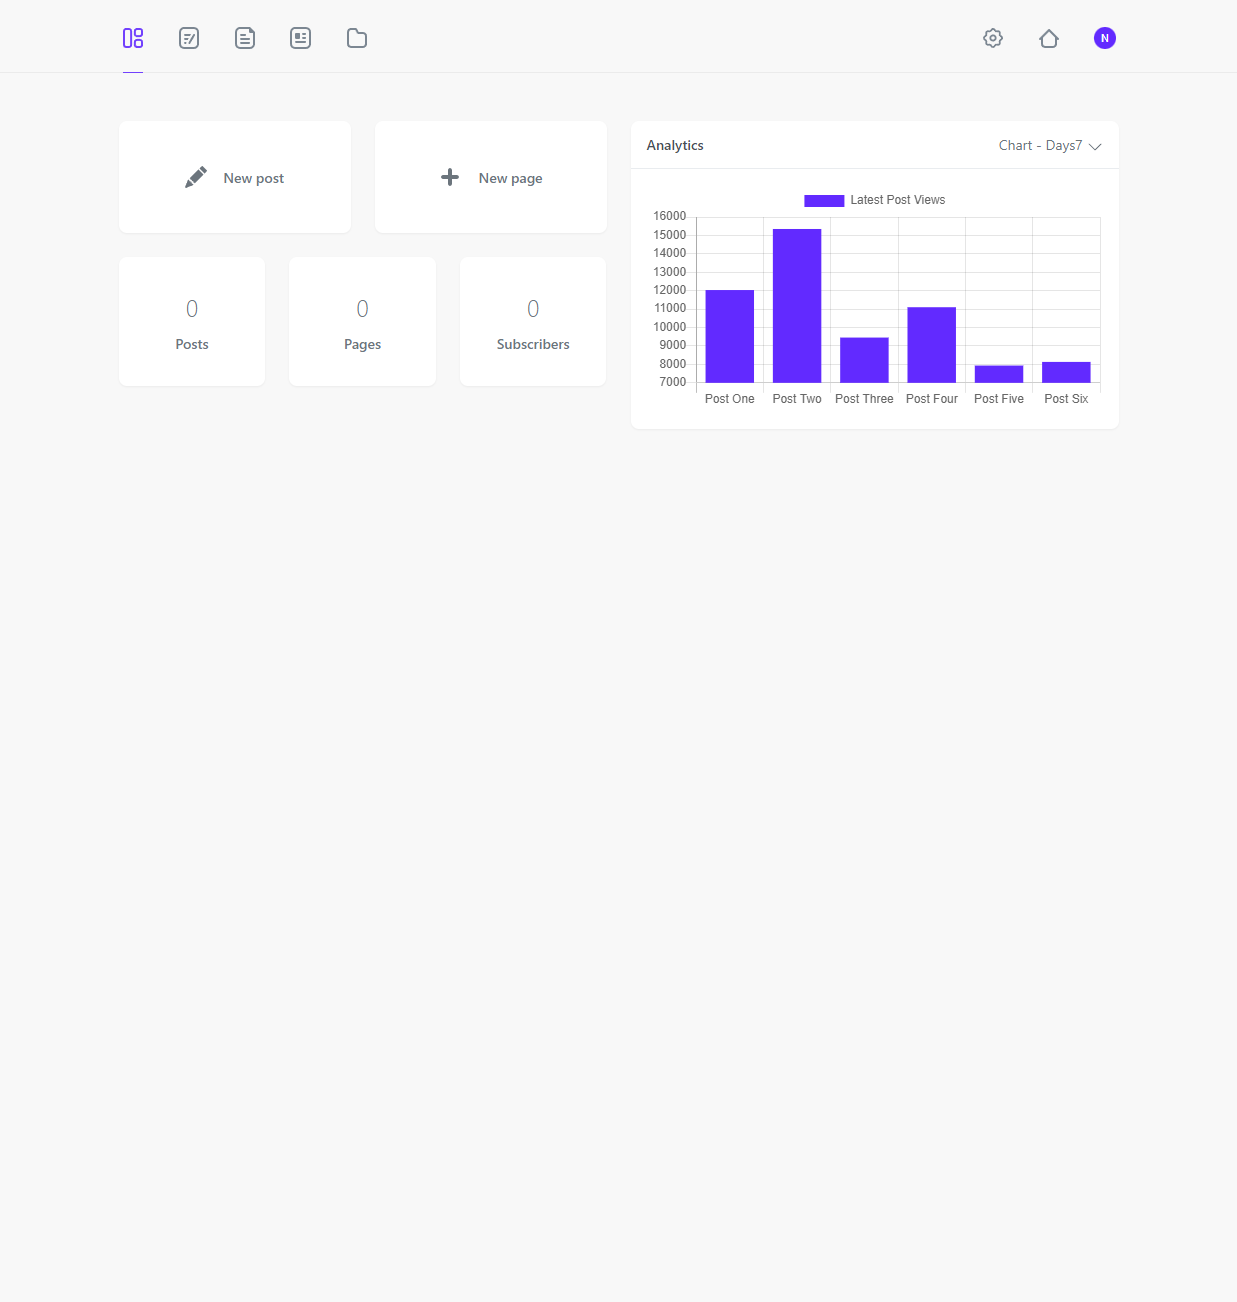 N
New post
New page
0
Posts
0
Pages
0
Subscribers
Analytics
Chart - Days7
Latest Post Views
16000
15000
14000
13000
12000
11000
10000
9000
8000
7000
Post One Post Two Post Three Post Four Post Five Post Six